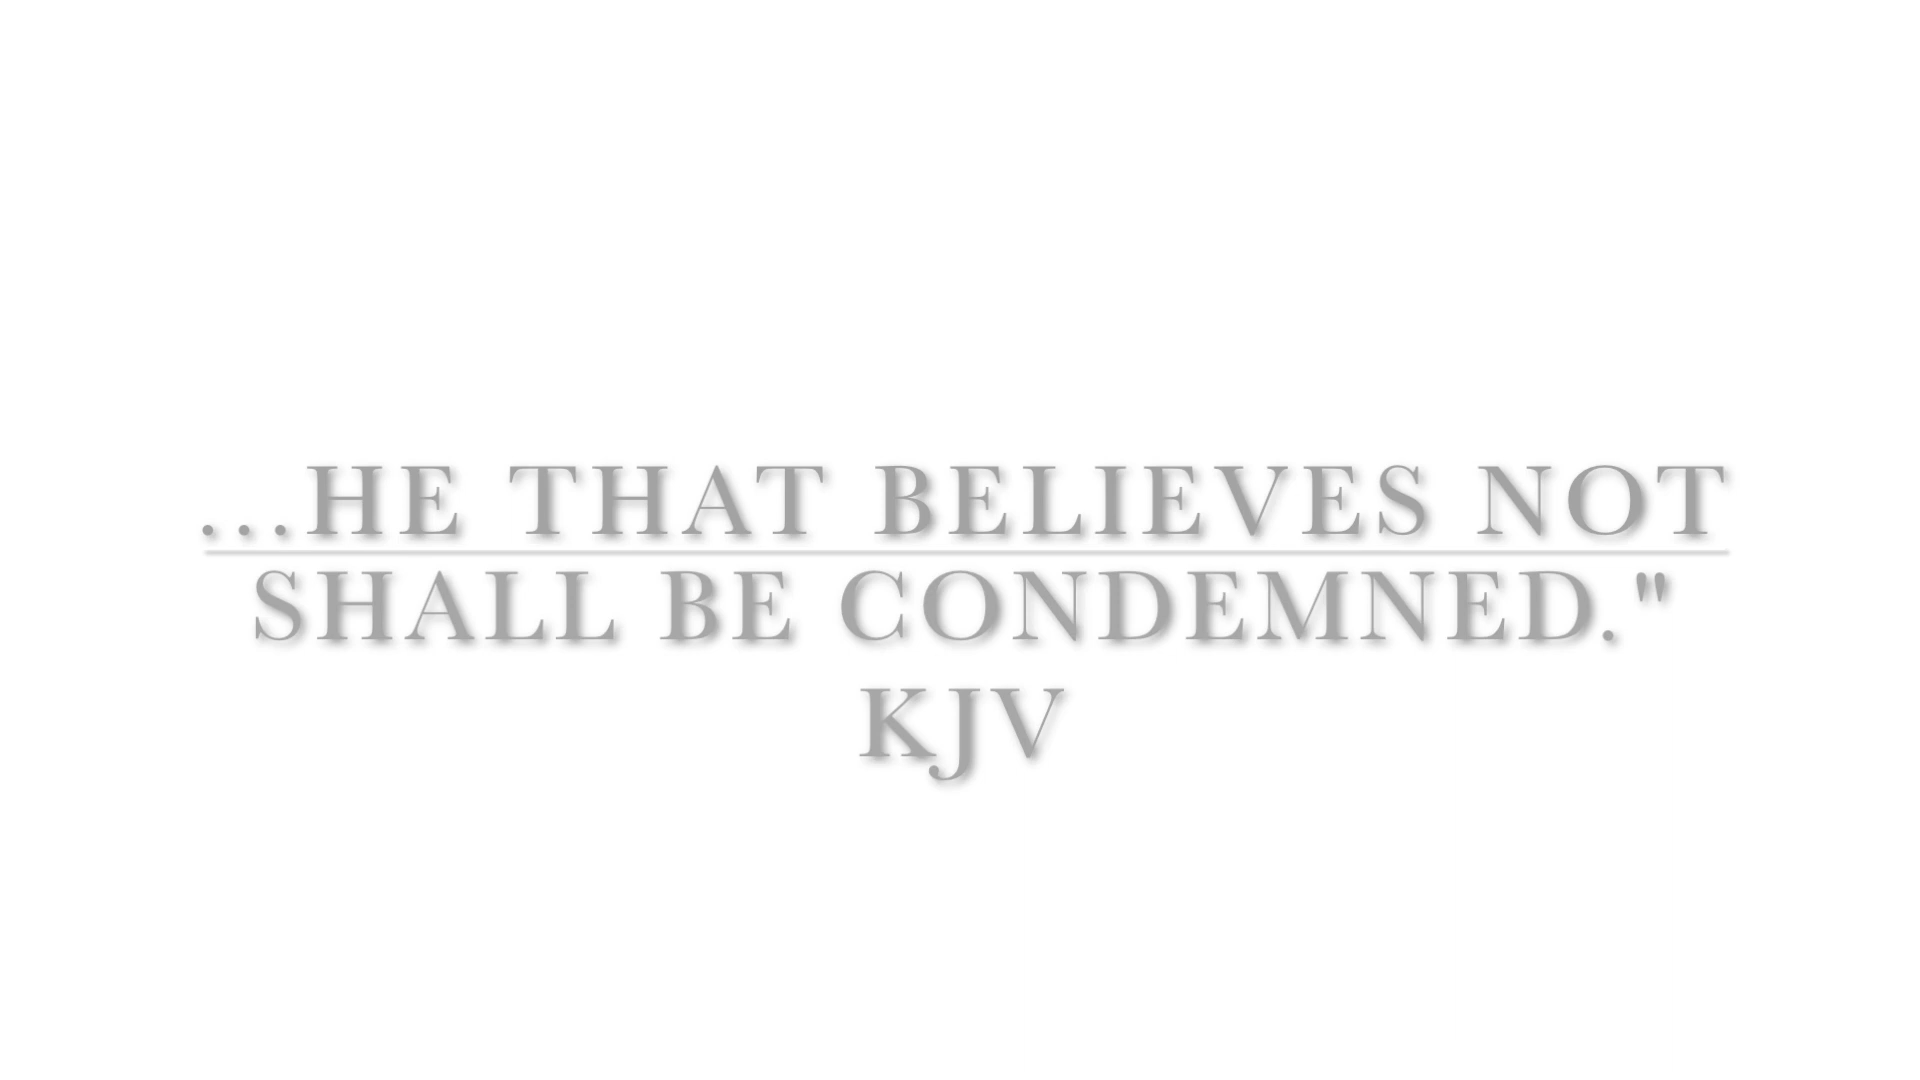 ...HE THAT BELIEVES NOT
SHALL BE CONDEMNED."
KJV